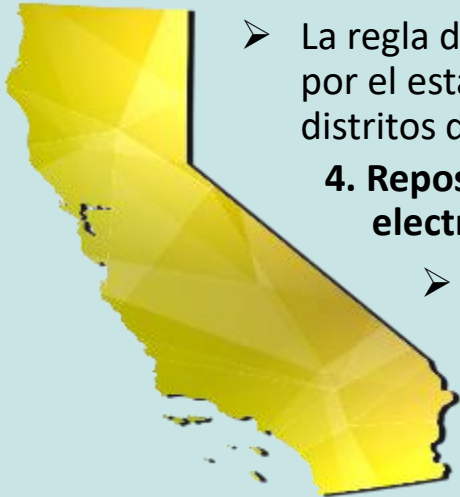 ➢ La regla d
por el esta
distritos d
4. Repos
electr
➢